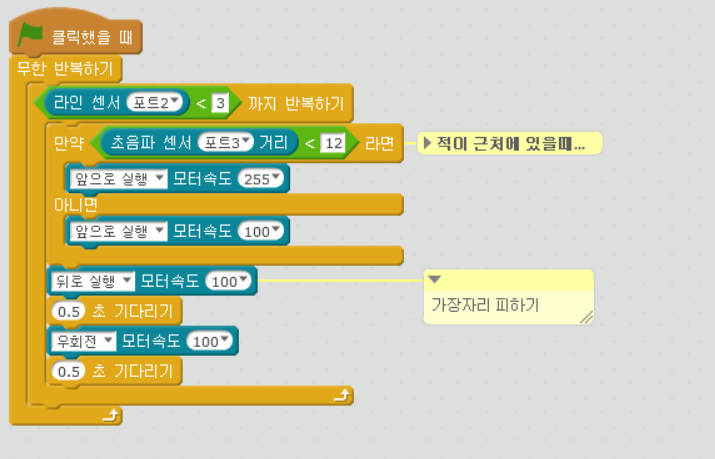 클릭했을 때
무한 반복하기
라인 센서 포트2 < 3 까지 반복하기
만약 초음파 센서 포트3 거리 < 12 라면
적이 근처에 있을때...
앞으로 실행 모터속도 255
아니면
앞으로 실행 모터속도 100
뒤로 실행 모터속도 100
가장자리 피하기
0.5 초 기다리기
우회전 모터속도 100
0.5 초 기다리기